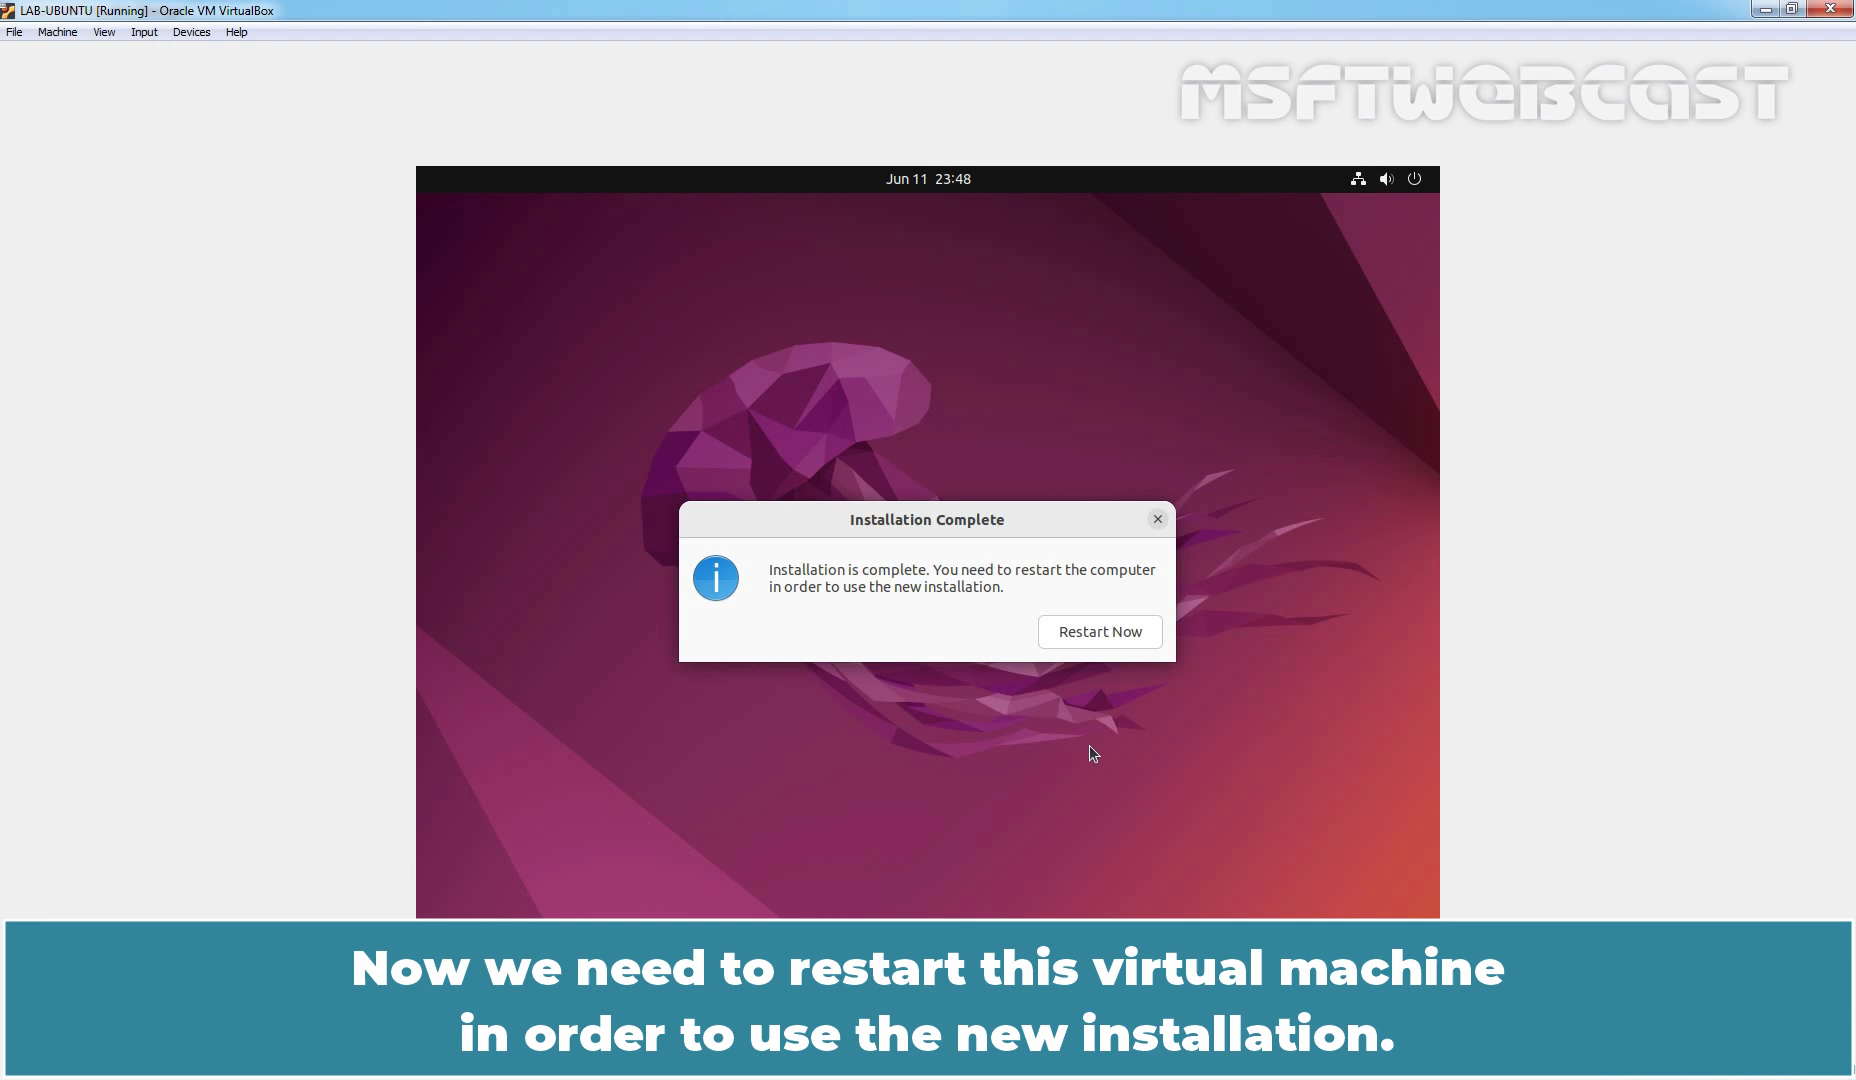 LAB-UBUNTU [Running] - Oracle VM VirtualBox
File Machine View Input Devices Help
MSFTWEBCAST
Jun 11 23:48
Installation Complete
Installation is complete. You need to restart the computer
in order to use the new installation.
Restart Now
Now we need to restart this virtual machine
in order to use the new installation.